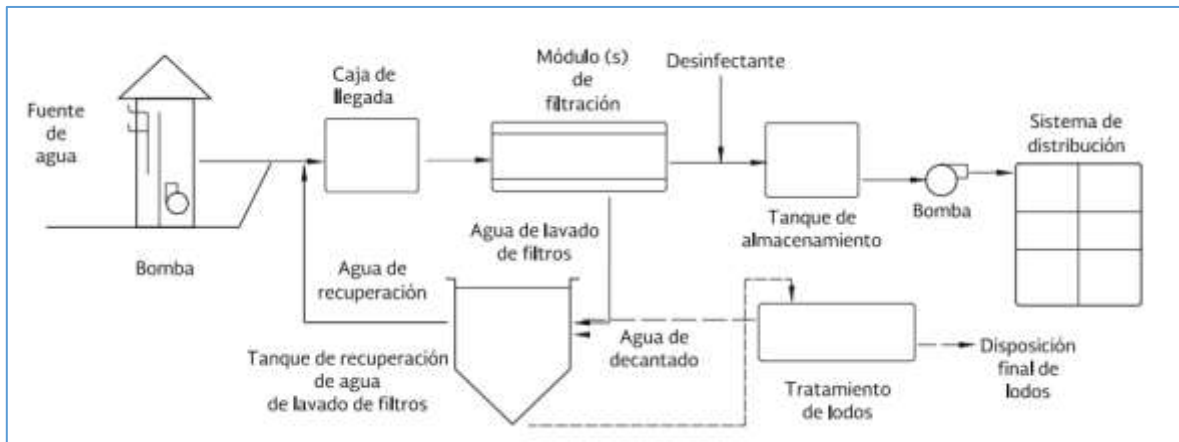 Fuente
de
agua
Bomba
Caja de
llegada
Módulo (s)
de
filtración
Desinfectante
Tanque de
almacenamiento
Bomba
Sistema de
distribución
Agua de lavado
de filtros
Agua de
recuperación
Tanque de recuperación
de agua
de lavado de filtros
Agua de
decantado
Tratamiento
de lodos
Disposición
final de
lodos